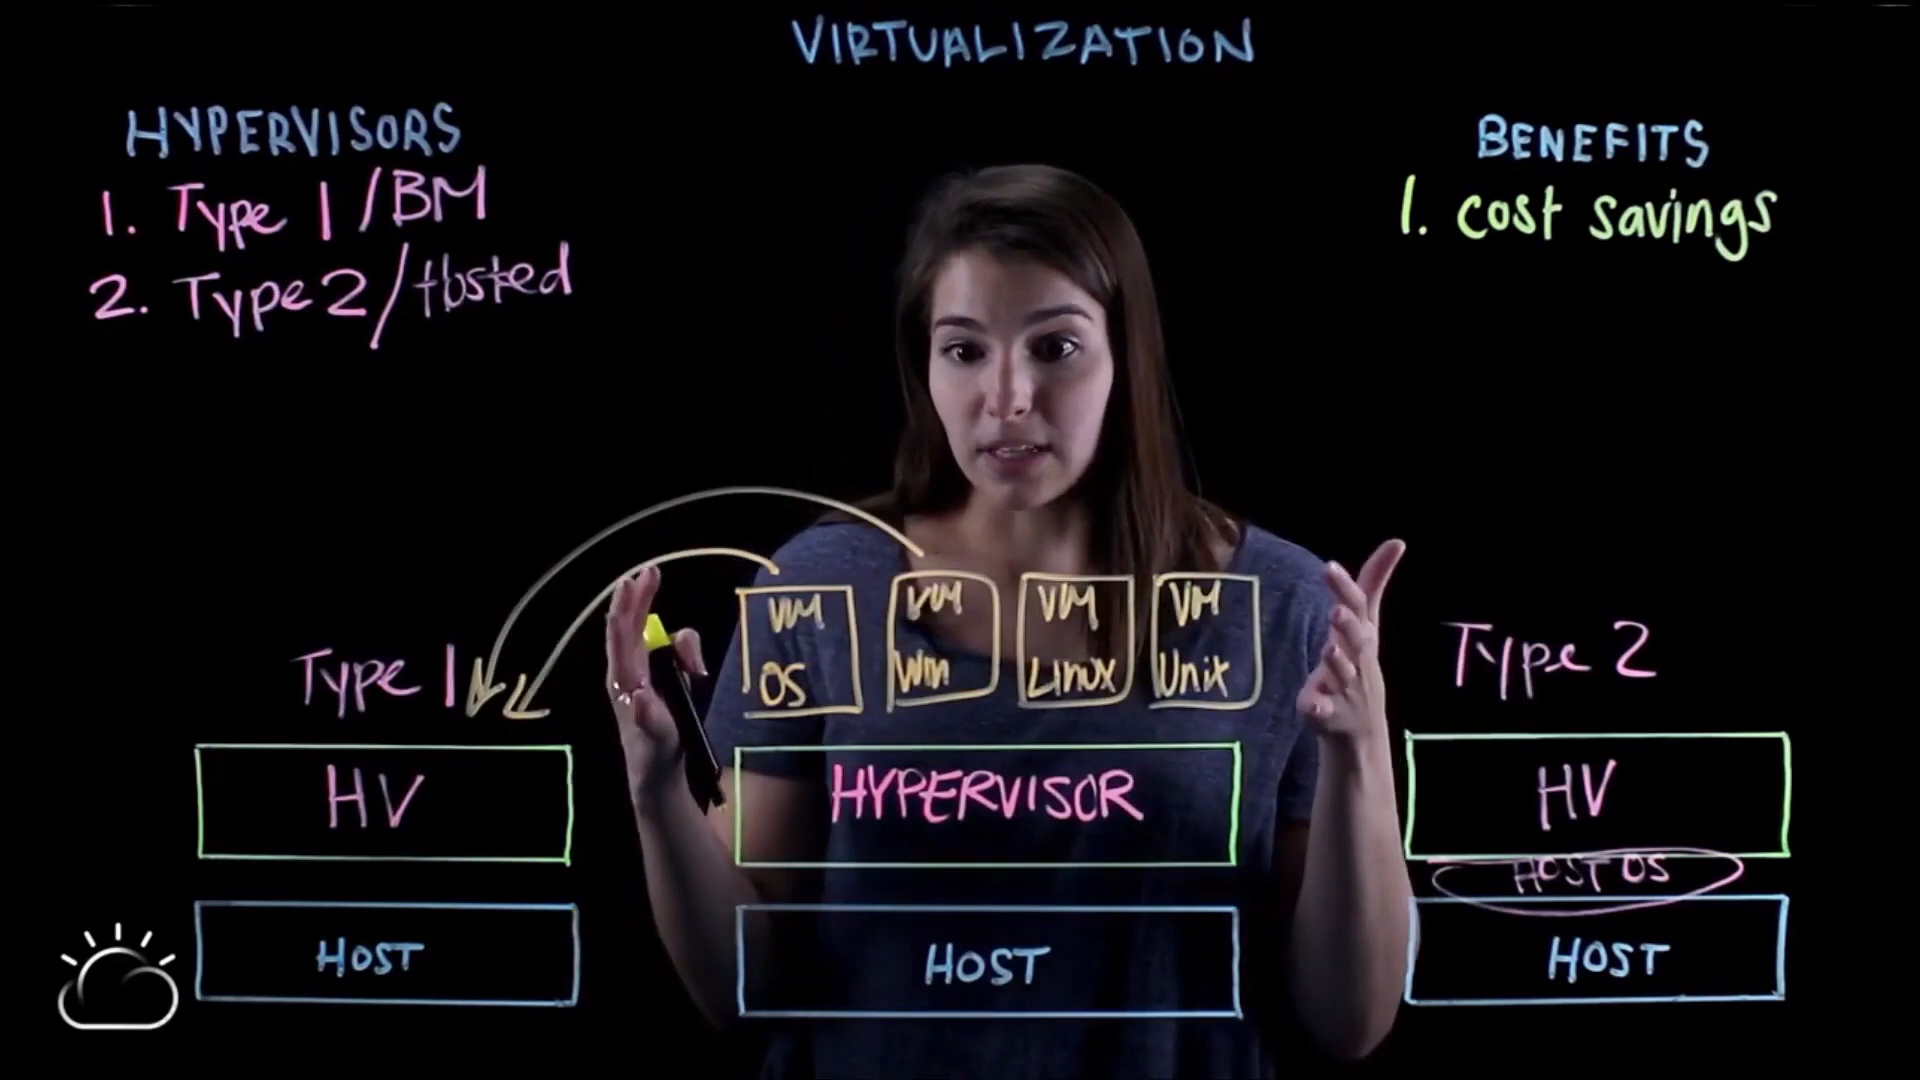 VIRTUALIZATION
HYPERVISORS
1. Type 1/BM
2. Type 2/Hosted
BENEFITS
1. cost savings
Type 1
HV
HOST
VM
OS
VM
Win
VM
Linux
VM
Unix
HYPERVISOR
HOST
Type 2
HV
HOST OS
HOST